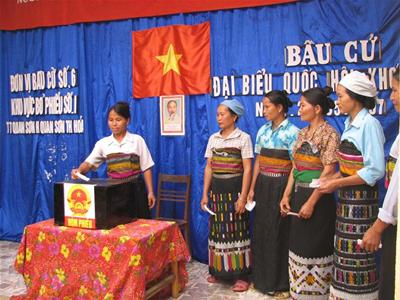 ĐƠN VỊ BẦU CỬ SỐ 6
KHU VỰC BỎ PHIẾU SỐ 1
TT QUAN SƠN H QUAN SƠN TH HÓA
BẦU CỬ
ĐẠI BIỂU QUỐC HỘI KHÓ
HÒM PHIẾU